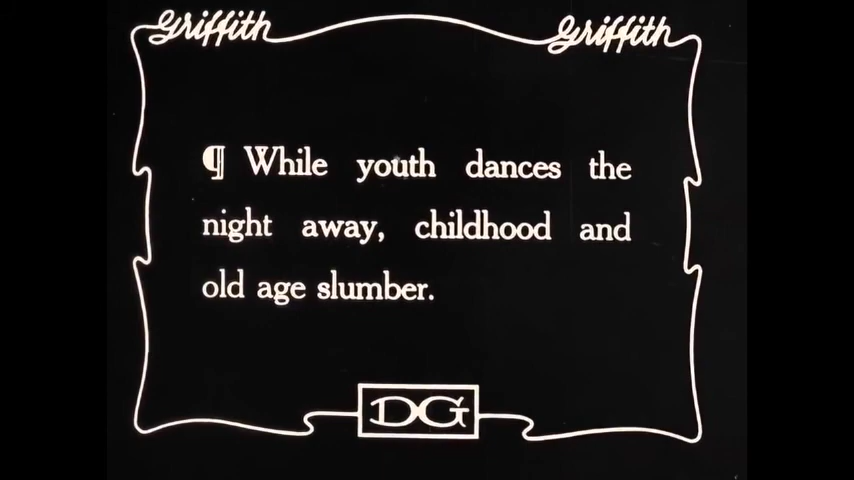 Griffith Griffith
¶ While youth dances the
night away, childhood and
old age slumber.
DG